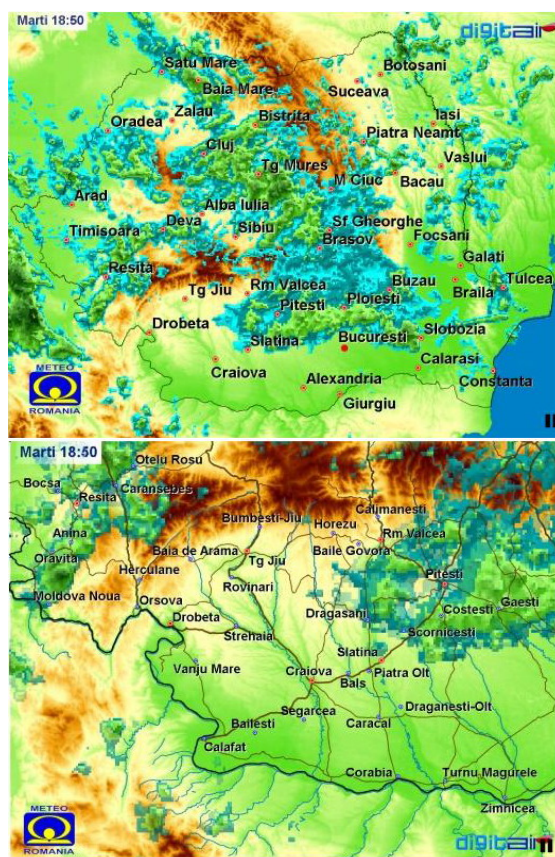 Marti 18:50
digitair
Satu Mare
Botosani
Baia Mare
Suceava
Zalau
Bistrita
Iasi
Oradea
Piatra Neamt
Cluj
Vaslui
Tg Mures
Bacau
M Ciuc
Arad
Alba Iulia
Deva
Sf Gheorghe
Timisoara
Sibiu
Focsani
Brasov
Galati
Resita
Tulcea
Rm Valcea
Buzau
Braila
Tg Jiu
Pitesti
Ploiesti
Drobeta
Slobozia
Slatina
Bucuresti
Craiova
Calarasi
Constanta
Alexandria
Giurgiu
METEO
ROMANIA
Marti 18:50
Otelu Rosu
Bocsa
Caransebes
Resita
Calimanesti
Bumbesti-Jiu
Horezu
Anina
Rm Valcea
Baia de Arama
Baile Govora
Oravita
Tg Jiu
Herculane
Pitesti
Rovinari
Moldova Noua
Orsova
Gaesti
Dragasani
Costesti
Drobeta
Strehaia
Scornicesti
Slatina
Vanju Mare
Craiova
Bals
Piatra Olt
Segarcea
Draganesti-Olt
Bailesti
Caracal
Calafat
Corabia
Turnu Magurele
Zimnicea
METEO
ROMANIA
digitair